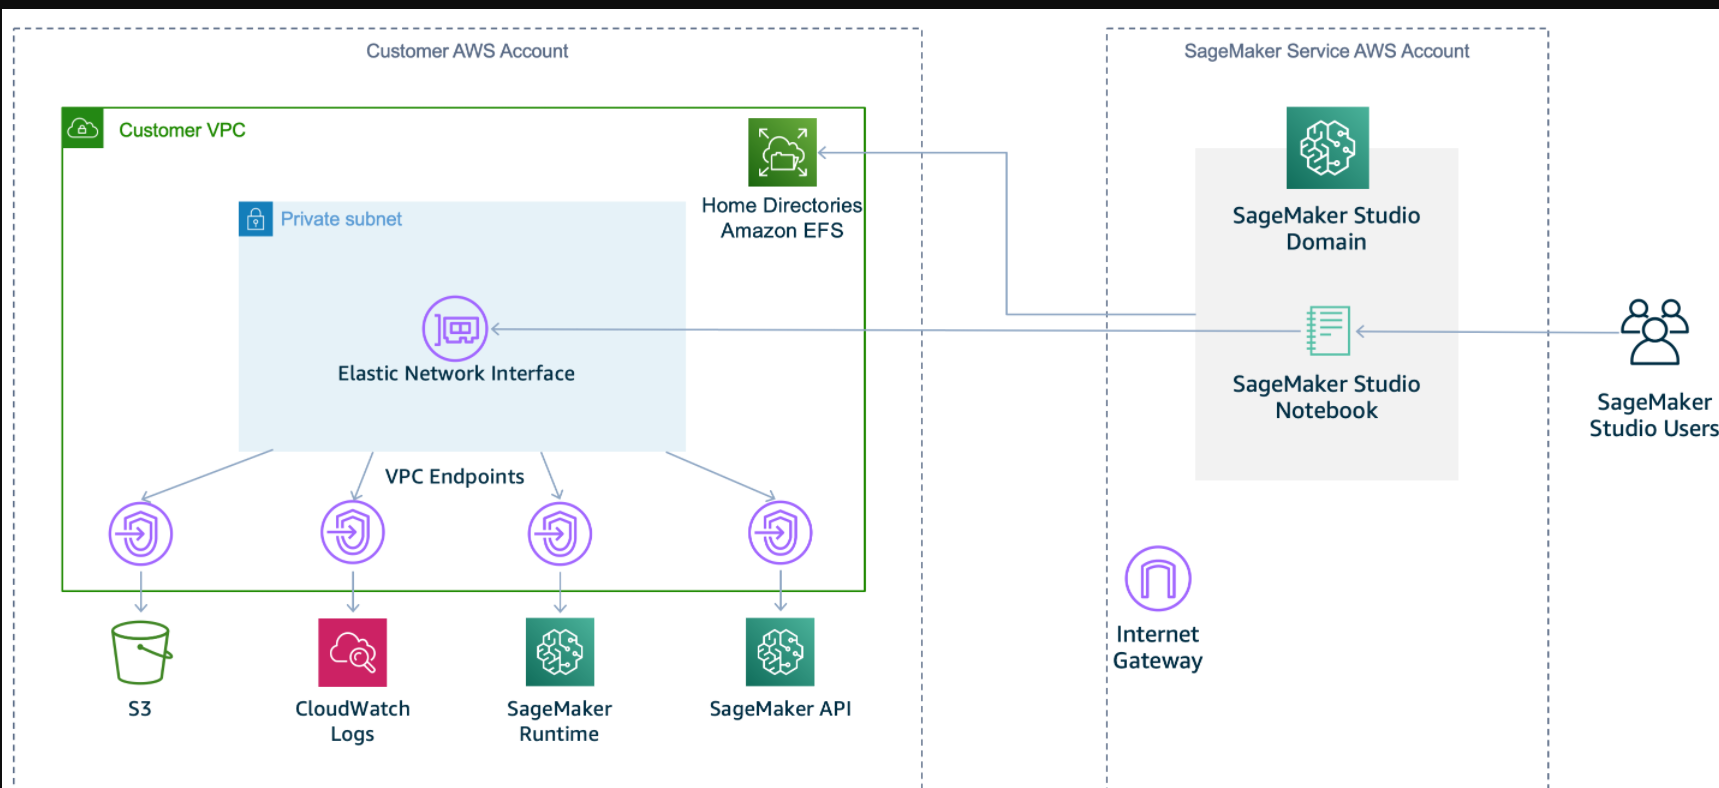 Customer AWS Account
SageMaker Service AWS Account
Customer VPC
Home Directories
Amazon EFS
Private subnet
SageMaker Studio
Domain
Elastic Network Interface
SageMaker Studio
Notebook
SageMaker
Studio Users
VPC Endpoints
Internet
Gateway
S3
CloudWatch
Logs
SageMaker
Runtime
SageMaker API